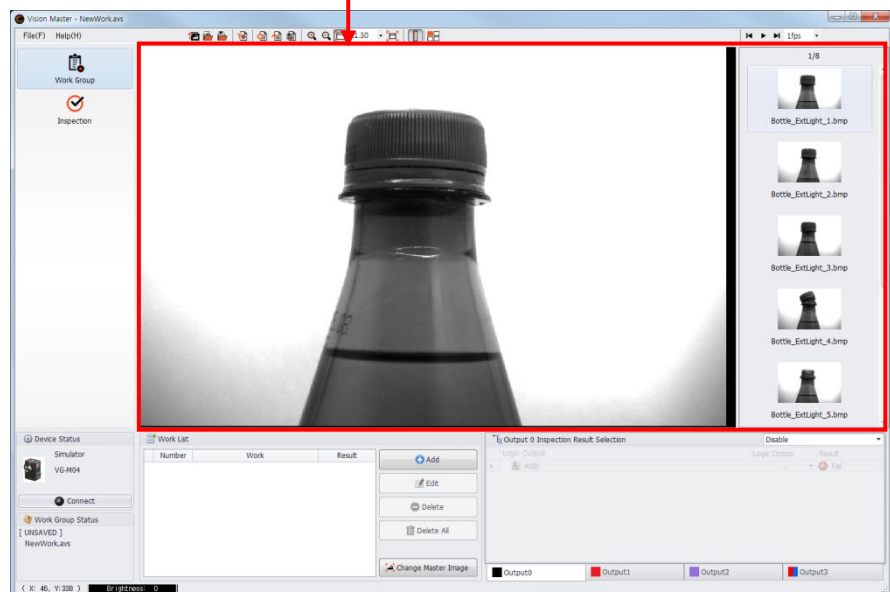 Vision Master - NewWork.avs
File(F) Help(H)
1fps
Work Group
Inspection
1/8
Bottle_ExtLight_1.bmp
Bottle_ExtLight_2.bmp
Bottle_ExtLight_3.bmp
Bottle_ExtLight_4.bmp
Bottle_ExtLight_5.bmp
Device Status
Simulator
VG-M04
Connect
Work Group Status
[ UNSAVED ]
NewWork.avs
Work List
Number Work Result
Add
Edit
Delete
Delete All
Change Master Image
Output 0 Inspection Result Selection
Disable
Logic Output Logic Option Result
AND - Fail
Output0 Output1 Output2 Output3
( X: 46, Y:338 ) Brightness: 0